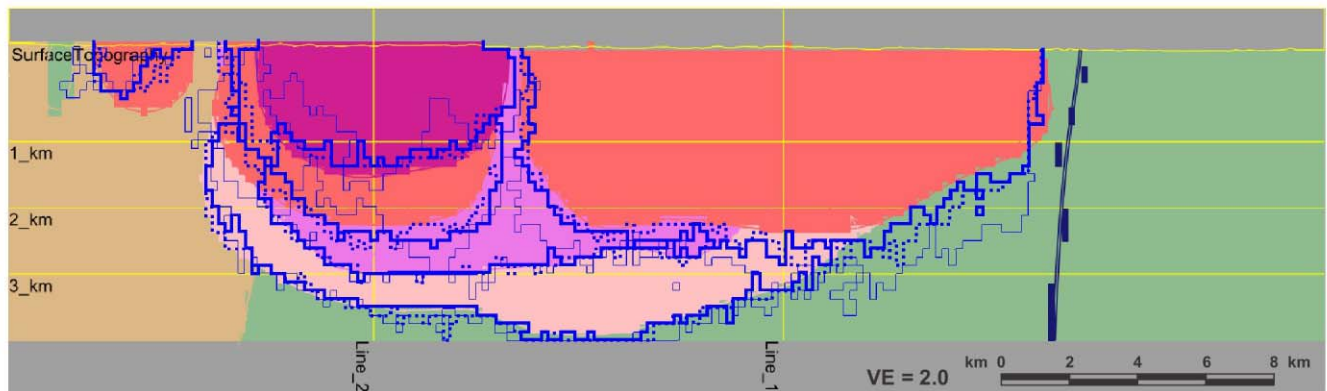 SurfaceTopography
1_km
2_km
3_km
Line_2
Line_1
VE = 2.0
km 0 2 4 6 8 km